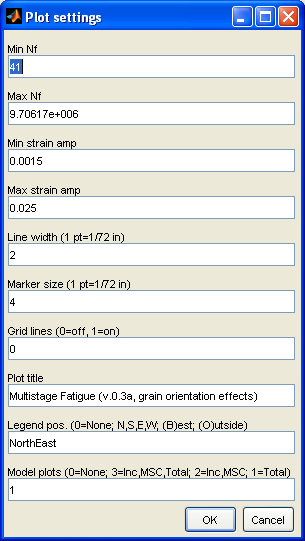 Plot settings
Min Nf
41
Max Nf
9.70617e+006
Min strain amp
0.0015
Max strain amp
0.025
Line width (1 pt=1/72 in)
2
Marker size (1 pt=1/72 in)
4
Grid lines (0=off, 1=on)
0
Plot title
Multistage Fatigue (v.0.3a, grain orientation effects)
Legend pos. (0=None; N,S,E,W; (B)est; (O)utside)
NorthEast
Model plots (0=None; 3=Inc,MSC,Total; 2=Inc,MSC; 1=Total)
1
OK Cancel